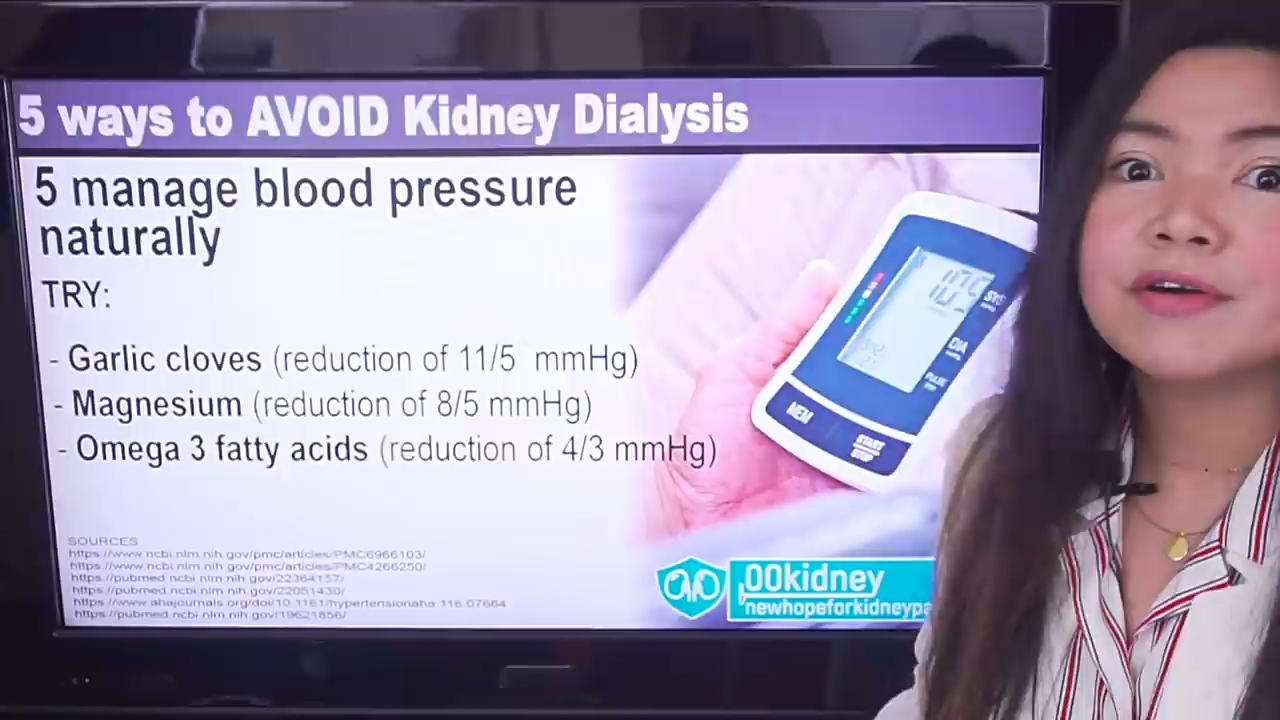 5 ways to AVOID Kidney Dialysis
5 manage blood pressure
naturally
TRY:
- Garlic cloves (reduction of 11/5 mmHg)
- Magnesium (reduction of 8/5 mmHg)
- Omega 3 fatty acids (reduction of 4/3 mmHg)
SYS
DIA
PULSE
MEM
START
STOP
SOURCES
https://www.ncbi.nlm.nih.gov/pmc/articles/PMC6966103/
https://www.ncbi.nlm.nih.gov/pmc/articles/PMC4266250/
https://pubmed.ncbi.nlm.nih.gov/22364157/
https://pubmed.ncbi.nlm.nih.gov/22051430/
https://www.ahajournals.org/doi/10.1161/hypertensionaha.116.07664
https://pubmed.ncbi.nlm.nih.gov/19621856/
00kidney
newhopeforkidneypa